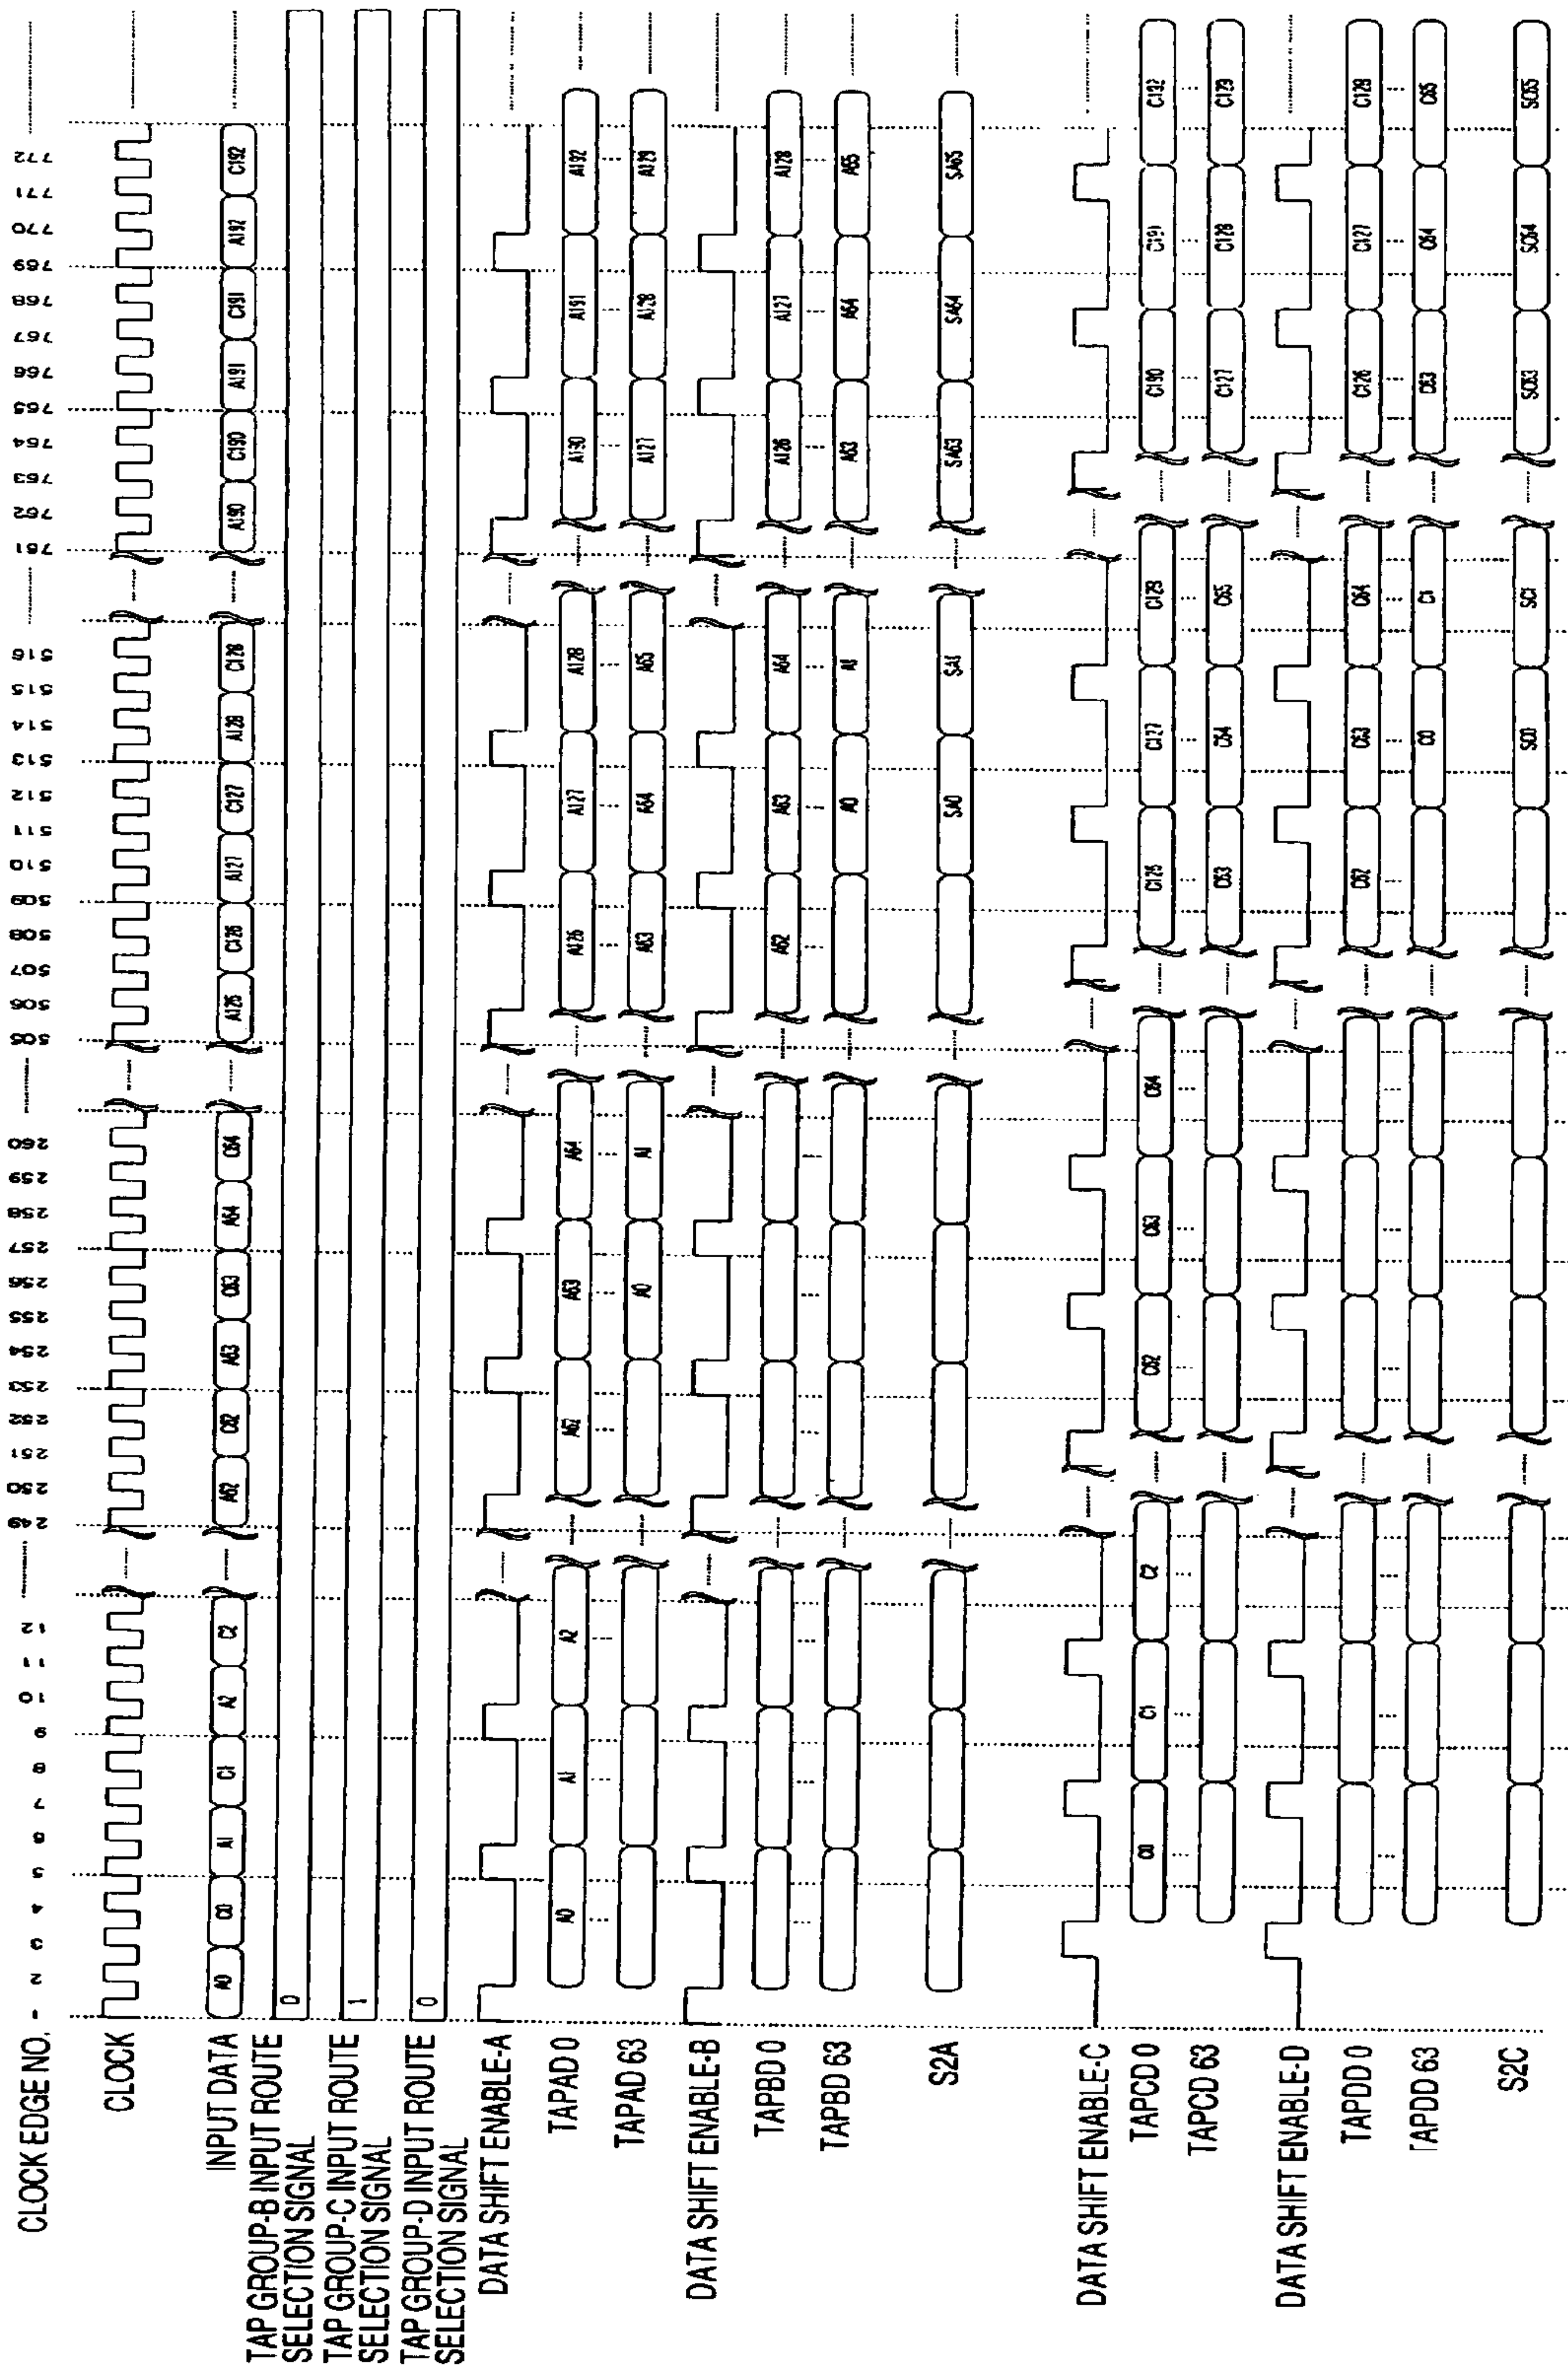 CLOCK EDGE NO. 1 2 3 4 5 6 7 8 9 10 11 12 249 250 251 252 253 254 255 256 257 258 259 260 505 506 507 508 509 510 511 512 513 514 515 516 761 762 763 764 765 766 767 768 769 770 771 772
CLOCK
INPUT DATA A0 C0 A1 C1 A2 C2 A62 C62 A63 C63 A64 C64 A126 C126 A127 C127 A128 C128 A190 C190 A191 C191 A192 C192
TAP GROUP-B INPUT ROUTE
SELECTION SIGNAL 0
TAP GROUP-C INPUT ROUTE
SELECTION SIGNAL 1
TAP GROUP-D INPUT ROUTE
SELECTION SIGNAL 0
DATA SHIFT ENABLE-A
TAPAD 0 A0 A1 A2 A62 A63 A64 A126 A127 A128 A190 A191 A192
TAPAD 63 A0 A1 A63 A64 A65 A127 A128 A129
DATA SHIFT ENABLE-B
TAPBD 0 A62 A63 A64 A126 A127 A128
TAPBD 63 A0 A1 A63 A64 A65
S2A SA0 SA1 SA63 SA64 SA65
DATA SHIFT ENABLE-C
TAPCD 0 C0 C1 C2 C62 C63 C64 C126 C127 C128 C190 C191 C192
TAPCD 63 C63 C64 C65 C127 C128 C129
DATA SHIFT ENABLE-D
TAPDD 0 C62 C63 C64 C126 C127 C128
TAPDD 63 C0 C1 C63 C64 C65
S2C SC0 SC1 SC63 SC64 SC65